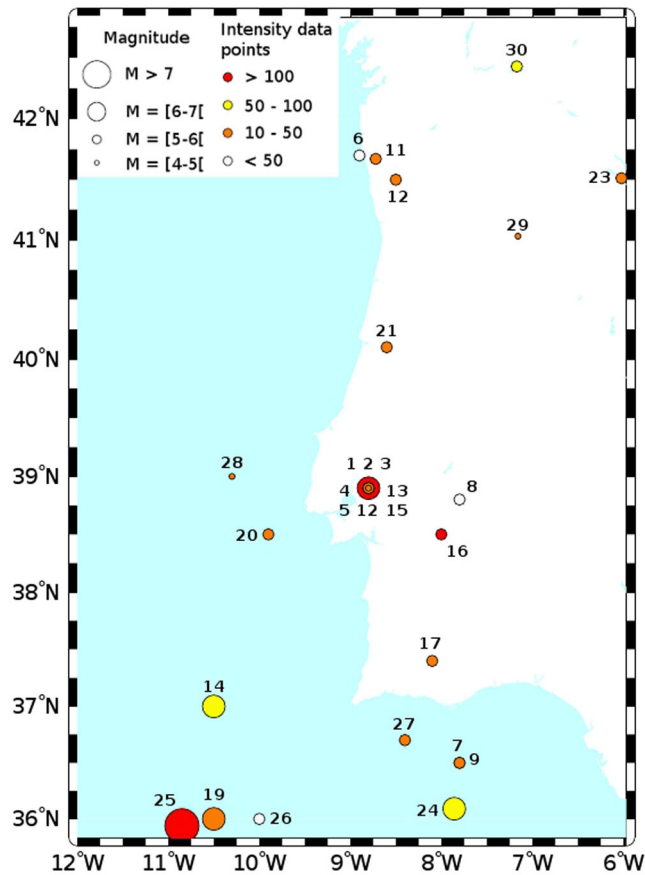 Magnitude
M > 7
M = [6-7[
M = [5-6[
M = [4-5[
Intensity data
points
> 100
50 - 100
10 - 50
< 50
30
42°N
6
11
12
23
29
41°N
21
40°N
28
39°N
1 2 3
4 13
5 12 15
8
20
16
38°N
17
14
37°N
27
7
9
25
19
24
26
36°N
12°W 11°W 10°W 9°W 8°W 7°W 6°W